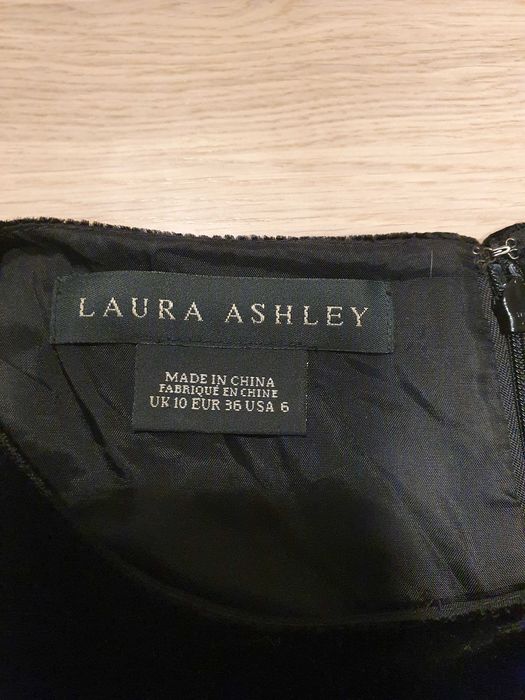 LAURA ASHLEY
MADE IN CHINA
FABRIQUÉ EN CHINE
UK 10 EUR 36 USA 6